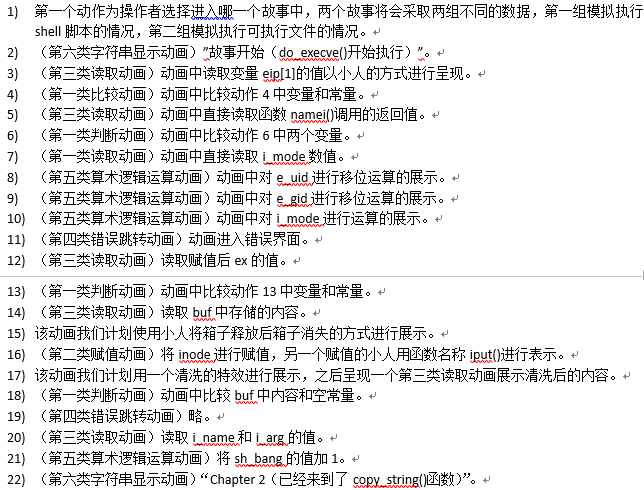 1) 第一个动作为操作者选择进入哪一个故事中，两个故事将会采取两组不同的数据，第一组模拟执行
shell 脚本的情况，第二组模拟执行可执行文件的情况。
2) （第六类字符串显示动画）”故事开始（do_execve()开始执行）”。
3) （第三类读取动画）动画中读取变量 eip[1]的值以小人的方式进行呈现。
4) （第一类比较动画）动画中比较动作 4 中变量和常量。
5) （第三类读取动画）动画中直接读取函数 namei()调用的返回值。
6) （第一类判断动画）动画中比较动作 6 中两个变量。
7) （第一类读取动画）动画中直接读取 i_mode 数值。
8) （第五类算术逻辑运算动画）动画中对 e_uid 进行移位运算的展示。
9) （第五类算术逻辑运算动画）动画中对 e_gid 进行移位运算的展示。
10) （第五类算术逻辑运算动画）动画中对 i_mode 进行运算的展示。
11) （第四类错误跳转动画）动画进入错误界面。
12) （第三类读取动画）读取赋值后 ex 的值。
13) （第一类判断动画）动画中比较动作 13 中变量和常量。
14) （第三类读取动画）读取 buf 中存储的内容。
15) 该动画我们计划使用小人将箱子释放后箱子消失的方式进行展示。
16) （第二类赋值动画）将 inode 进行赋值，另一个赋值的小人用函数名称 iput()进行表示。
17) 该动画我们计划用一个清洗的特效进行展示，之后呈现一个第三类读取动画展示清洗后的内容。
18) （第一类判断动画）动画中比较 buf 中内容和空常量。
19) （第四类错误跳转动画）略。
20) （第三类读取动画）读取 i_name 和 i_arg 的值。
21) （第五类算术逻辑运算动画）将 sh_bang 的值加 1。
22) （第六类字符串显示动画）“Chapter 2（已经来到了 copy_string()函数）”。